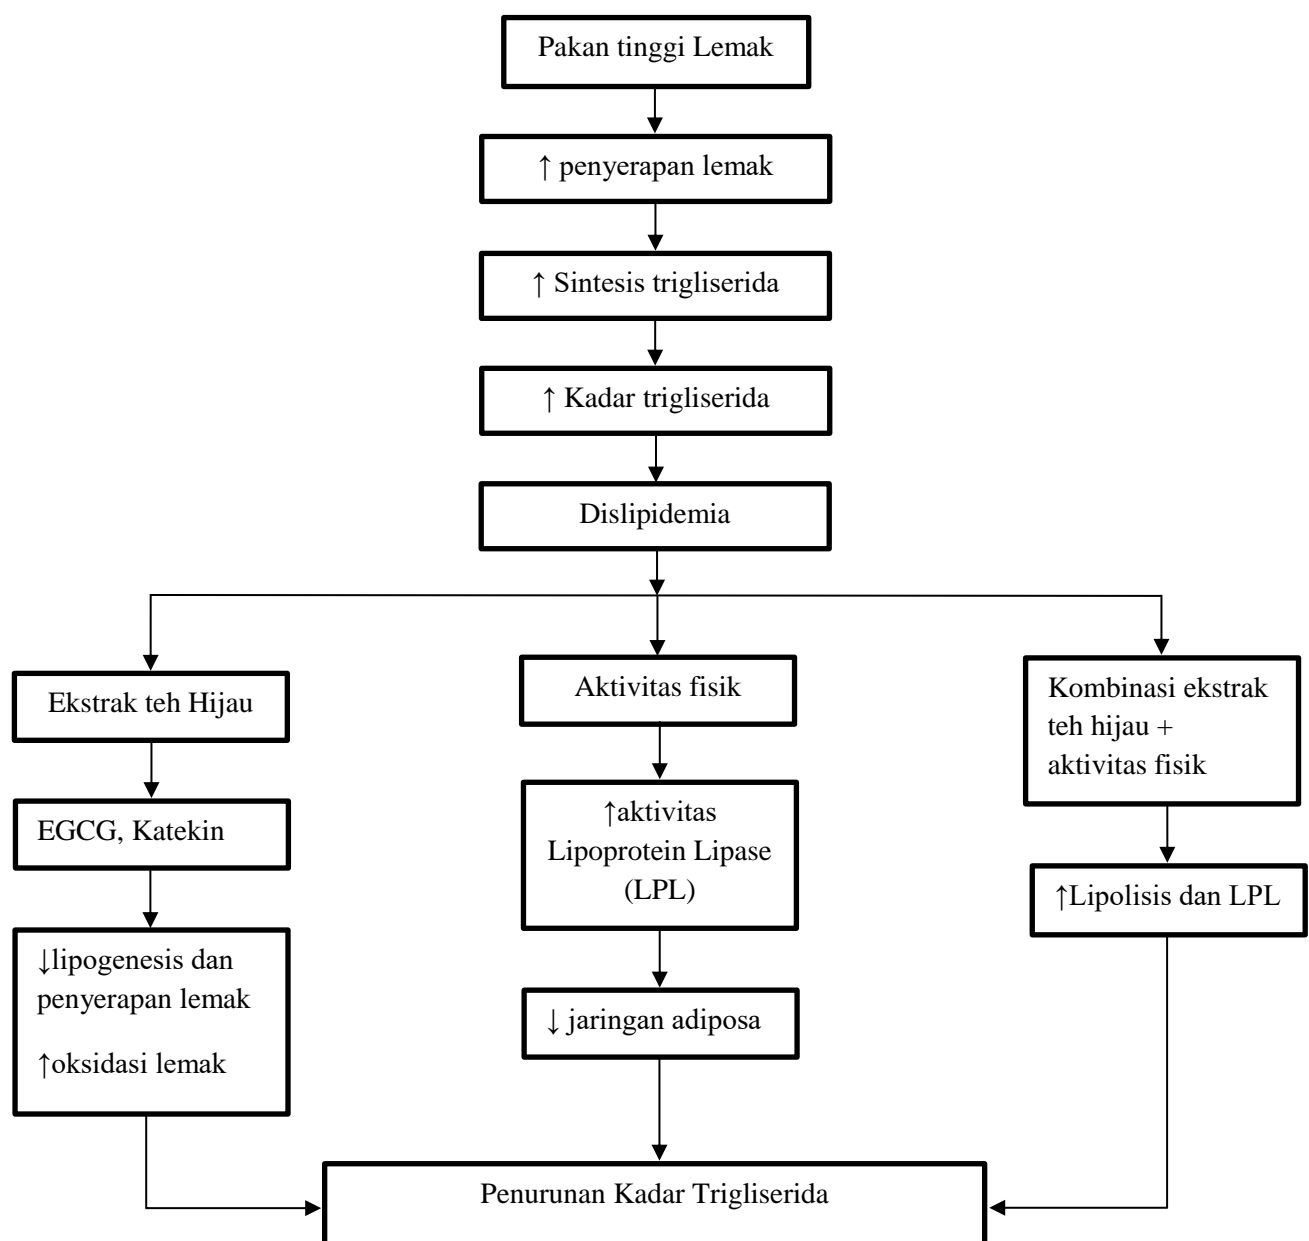 Pakan tinggi Lemak
↑ penyerapan lemak
↑ Sintesis trigliserida
↑ Kadar trigliserida
Dislipidemia
Ekstrak teh Hijau
EGCG, Katekin
↓lipogenesis dan
penyerapan lemak
↑oksidasi lemak
Aktivitas fisik
↑aktivitas
Lipoprotein Lipase
(LPL)
↓ jaringan adiposa
Kombinasi ekstrak
teh hijau +
aktivitas fisik
↑Lipolisis dan LPL
Penurunan Kadar Trigliserida